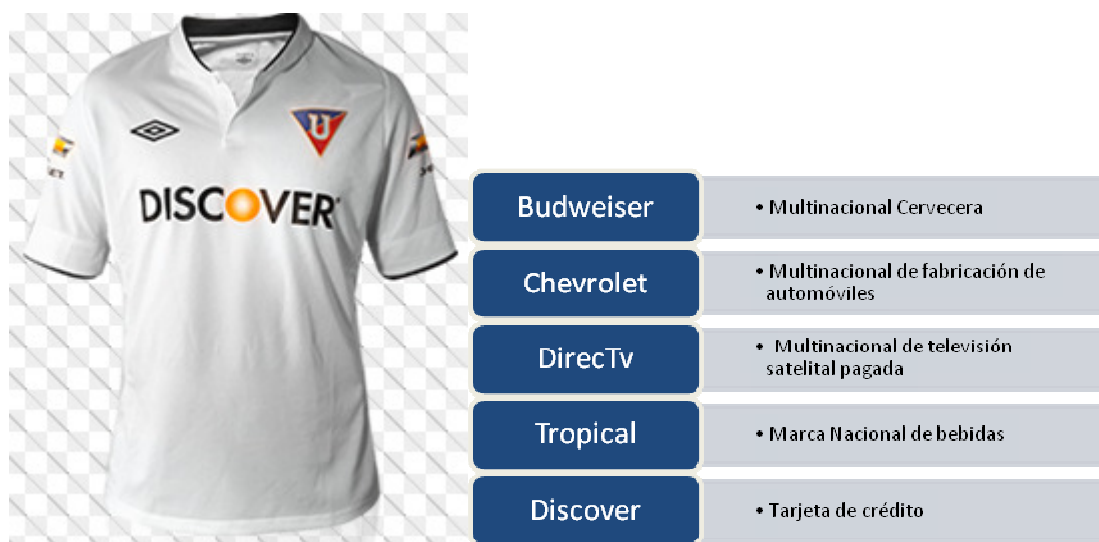 U
DISCOVER
Budweiser
• Multinacional Cervecera
Chevrolet
• Multinacional de fabricación de
automóviles
DirecTv
• Multinacional de televisión
satelital pagada
Tropical
• Marca Nacional de bebidas
Discover
• Tarjeta de crédito